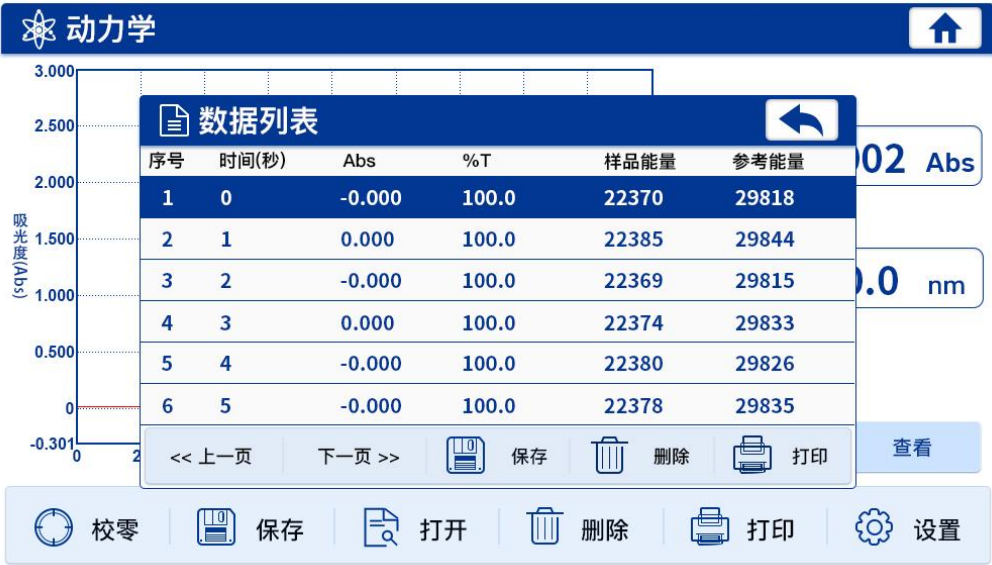 动力学
3.000
2.500
2.000
1.500
1.000
0.500
0
-0.301
吸光度(Abs)
0
2
数据列表
序号 时间(秒) Abs %T 样品能量 参考能量
1 0 -0.000 100.0 22370 29818
2 1 0.000 100.0 22385 29844
3 2 -0.000 100.0 22369 29815
4 3 0.000 100.0 22374 29833
5 4 -0.000 100.0 22380 29826
6 5 -0.000 100.0 22378 29835
<< 上一页 下一页 >> 保存 删除 打印
02 Abs
.0 nm
查看
校零 保存 打开 删除 打印 设置